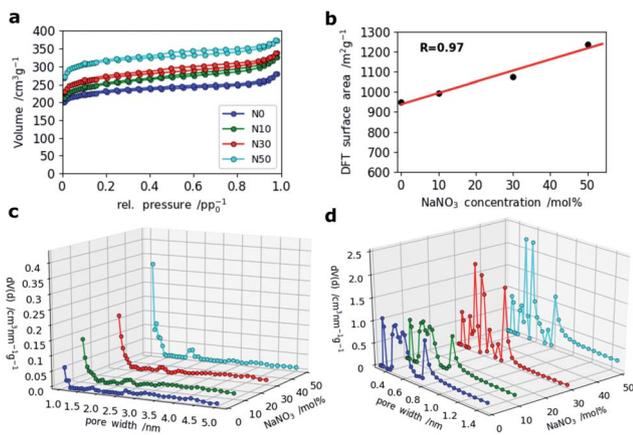 a
400
350
300
250
200
150
100
50
0
Volume /cm³g⁻¹
0
0.2
0.4
0.6
0.8
1.0
rel. pressure /pp₀⁻¹
N0
N10
N30
N50
b
1300
1200
1100
1000
900
800
700
600
DFT surface area /m²g⁻¹
R=0.97
0
10
20
30
40
50
NaNO₃ concentration /mol%
c
0.4
0.35
0.3
0.25
0.2
0.15
0.1
0.05
0.0
dV(d) /cm³nm⁻¹g⁻¹
1.0 1.5 2.0 2.5 3.0 3.5 4.0 4.5 5.0
pore width /nm
0 10 20 30 40 50
NaNO₃ /mol%
d
2.5
2.0
1.5
1.0
0.5
0
dV(d) /cm³nm⁻¹g⁻¹
0.4 0.6 0.8 1.0 1.2 1.4
pore width /nm
0 10 20 30 40 50
NaNO₃ /mol%